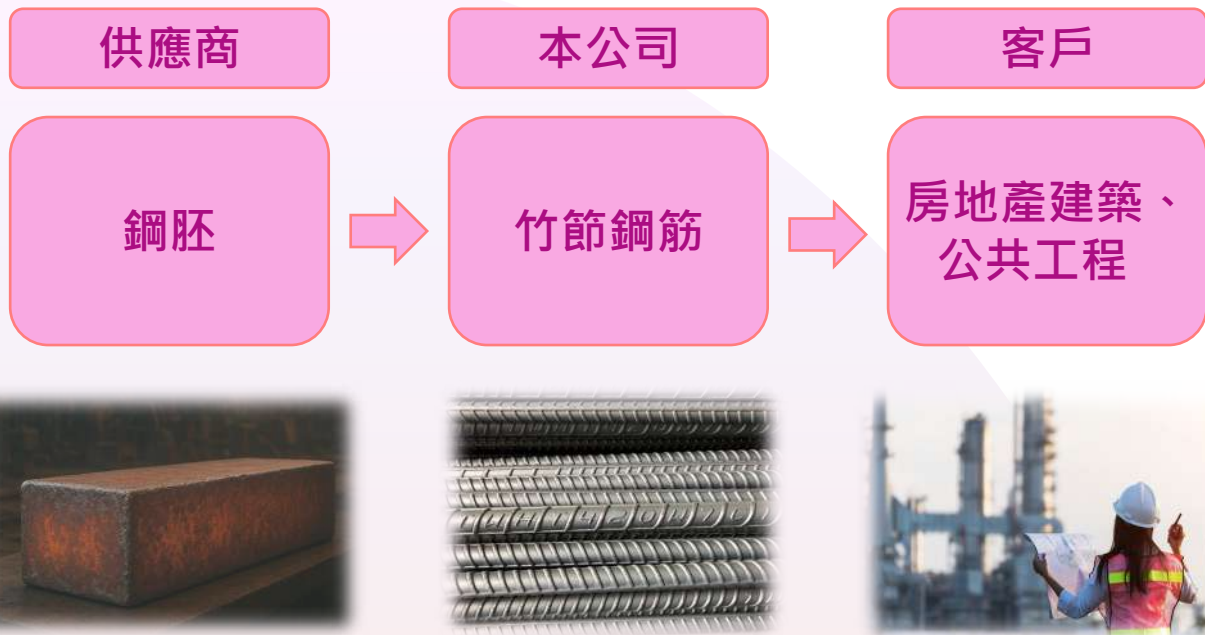 供應商
本公司
客戶
鋼胚
竹節鋼筋
房地產建築、
公共工程